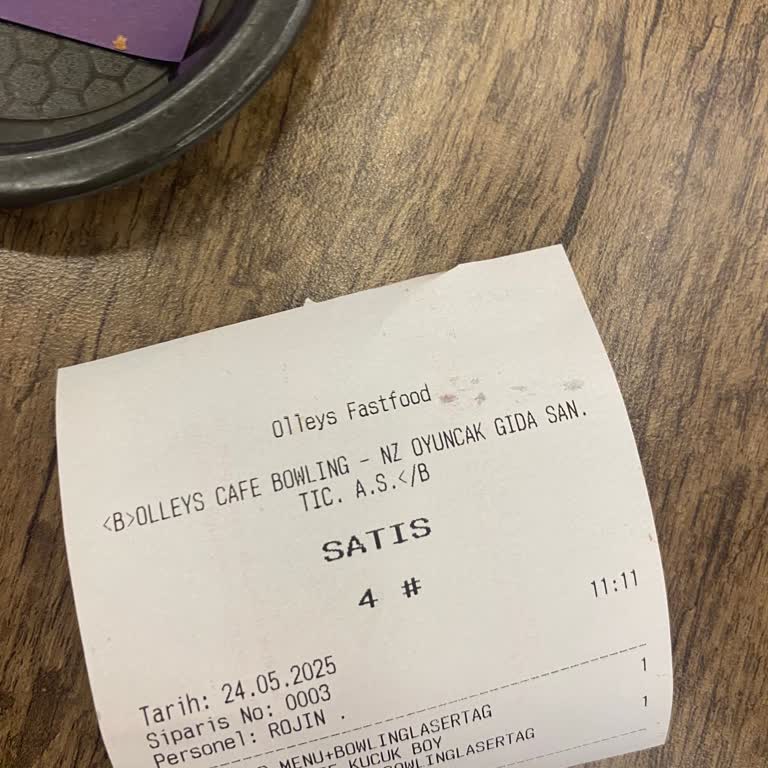 Olleys Fastfood
<B>OLLEYS CAFE BOWLING - NZ OYUNCAK GIDA SAN.
TIC. A.S.</B
SATIS
4 #
11:11
Tarih: 24.05.2025
Siparis No: 0003
Personel: ROJIN .
MENU+BOWLINGLASERTAG 1
KUCUK BOY
BOWLINGLASERTAG 1